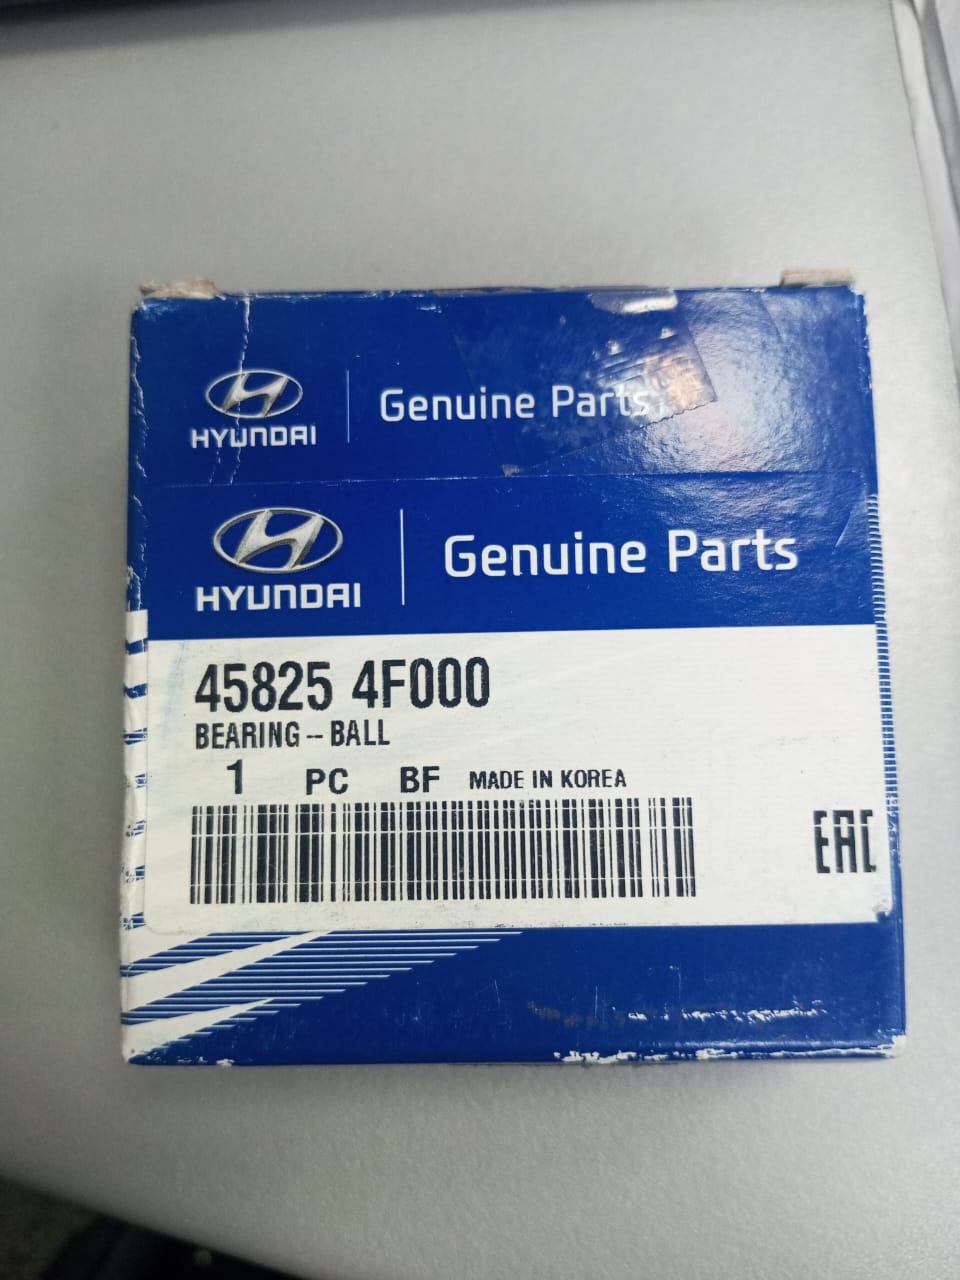 HYUNDAI Genuine Parts
HYUNDAI Genuine Parts
45825 4F000
BEARING -- BALL
1 PC BF MADE IN KOREA
EAC